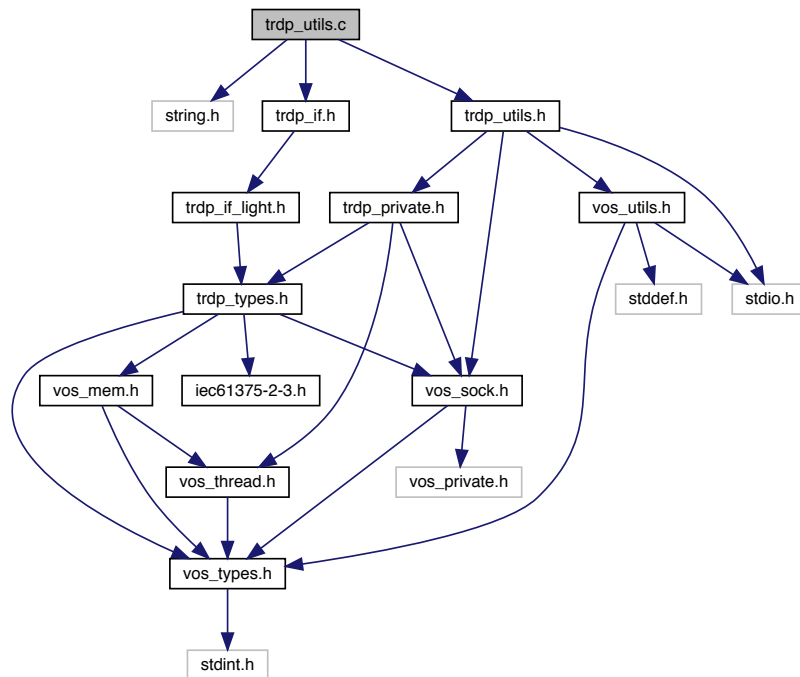 trdp_utils.c
string.h
trdp_if.h
trdp_utils.h
trdp_if_light.h
trdp_private.h
vos_utils.h
trdp_types.h
stddef.h
stdio.h
vos_mem.h
iec61375-2-3.h
vos_sock.h
vos_thread.h
vos_private.h
vos_types.h
stdint.h